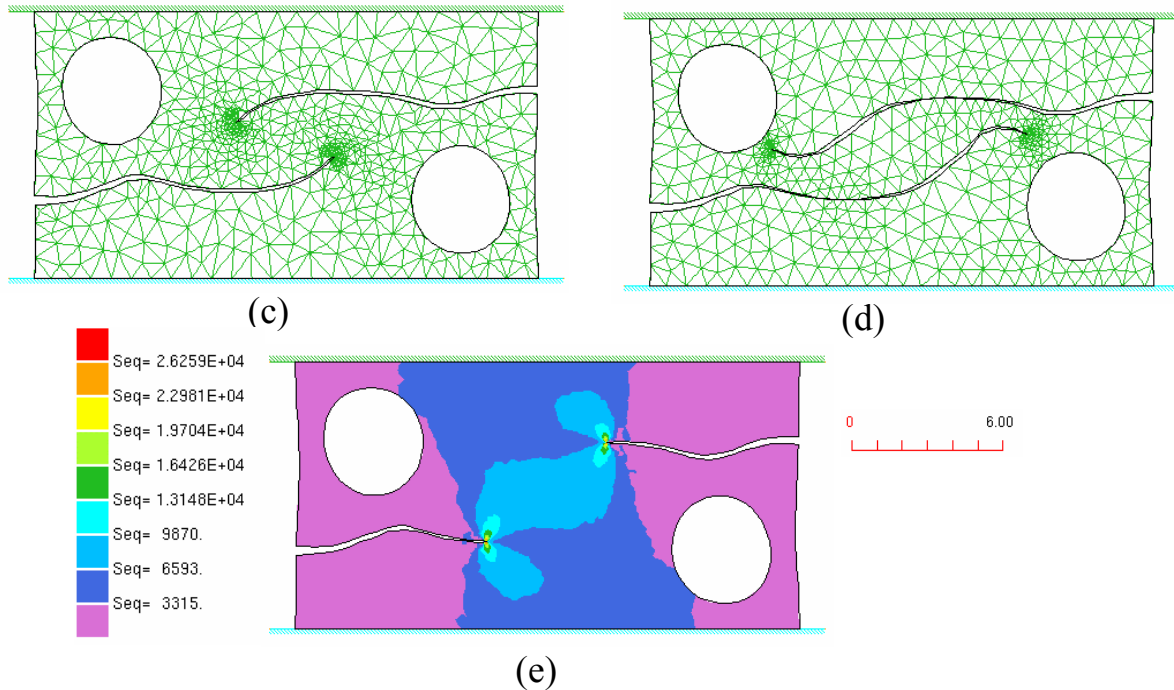 (c)
(d)
Seq= 2.6259E+04
Seq= 2.2981E+04
Seq= 1.9704E+04
Seq= 1.6426E+04
Seq= 1.3148E+04
Seq= 9870.
Seq= 6593.
Seq= 3315.
0 6.00
(e)